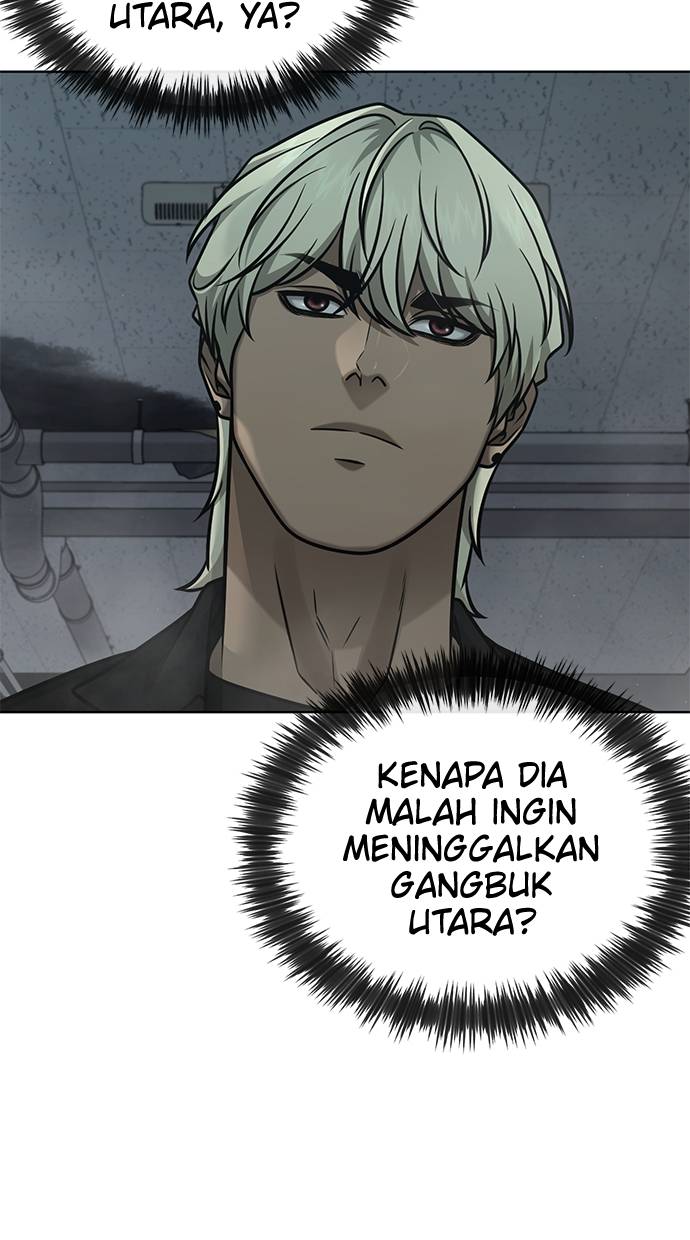 UTARA, YA?
KENAPA DIA
MALAH INGIN
MENINGGALKAN
GANGBUK
UTARA?